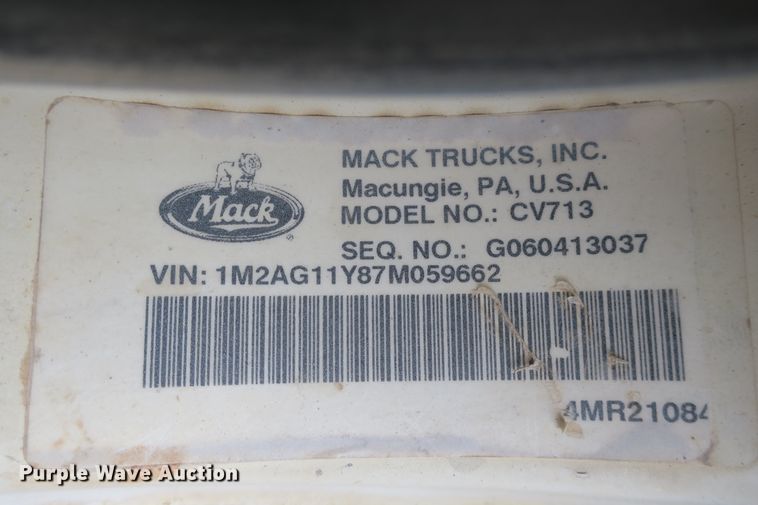 MACK TRUCKS, INC.
Mack
Macungie, PA, U.S.A.
MODEL NO.: CV713
SEQ. NO.: G060413037
VIN: 1M2AG11Y87M059662
4MR21084
Purple Wave Auction